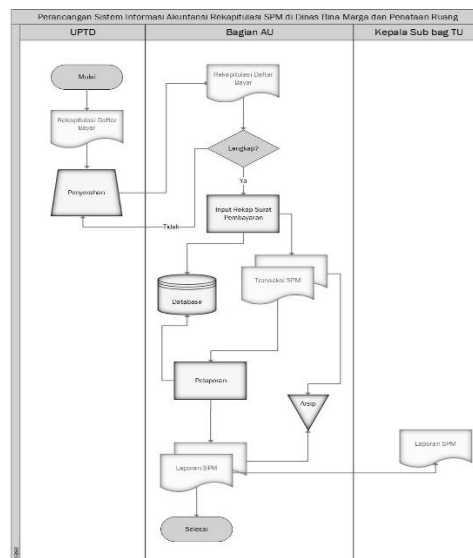 Perancangan Sistem Informasi Akuntansi Rekapitulasi SPM di Dinas Bina Marga dan Penataan Ruang
UPTD
Bagian AU
Kepala Sub bag TU
Mulai
Rekapitulasi Daftar
Bayar
Penyerahan
Rekapitulasi Daftar
Bayar
Lengkap?
Ya
Tidak
Input Rekap Surat
Pembayaran
Database
Transaksi SPM
Pelaporan
Arsip
Laporan SPM
Laporan SPM
Selesai